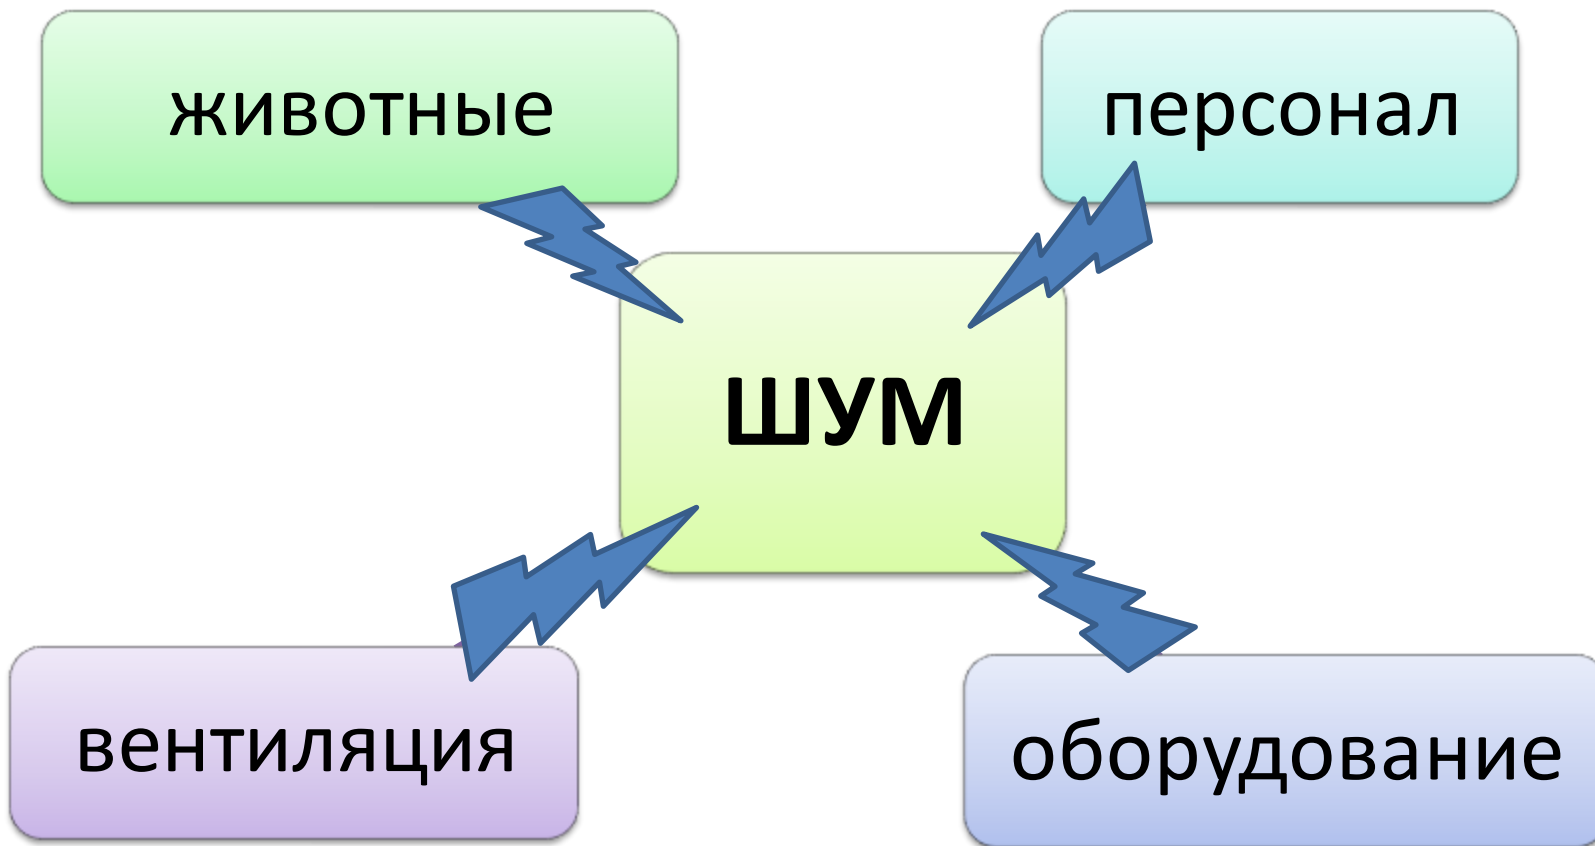 животные
персонал
ШУМ
вентиляция
оборудование